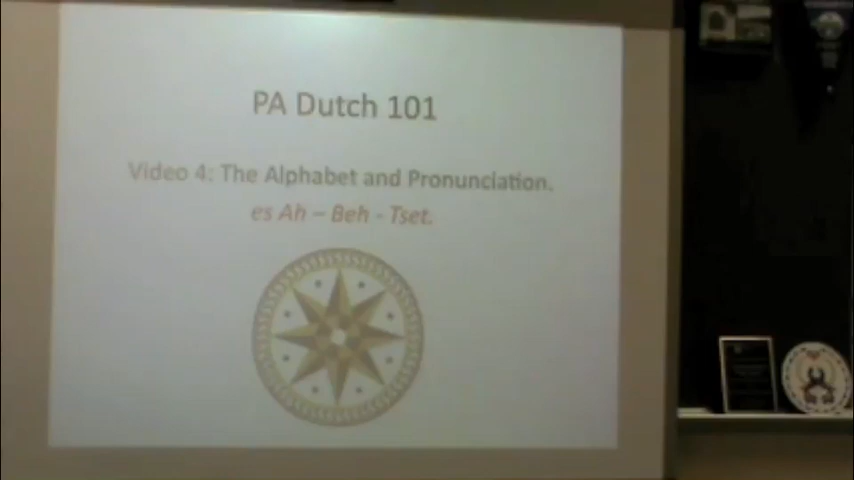 PA Dutch 101
Video 4: The Alphabet and Pronunciation.
es Ah – Beh - Tset.